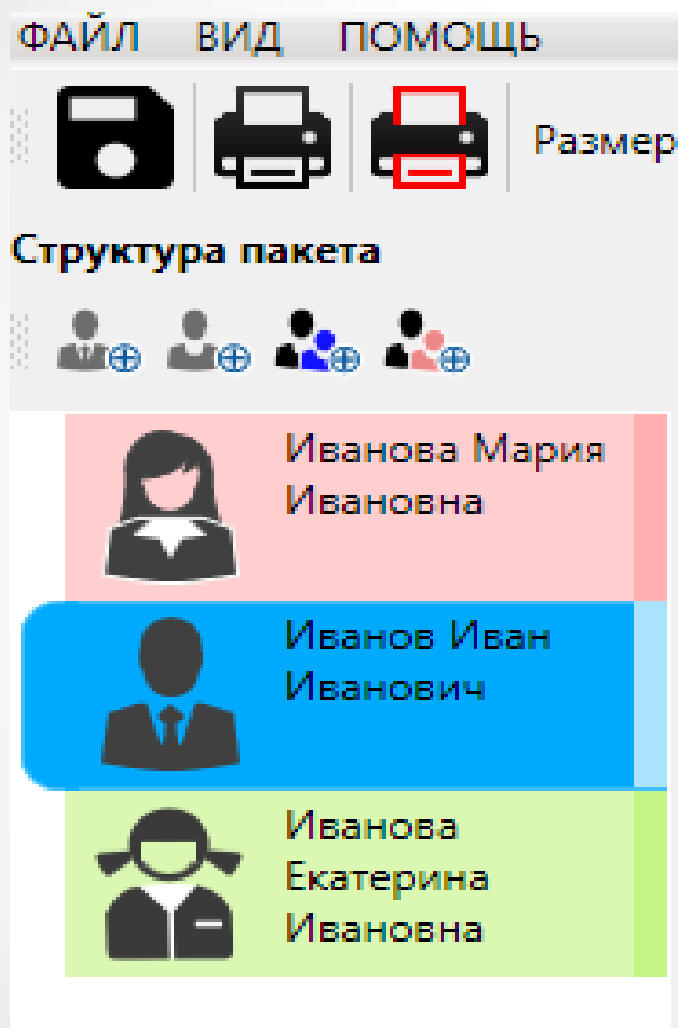 ФАЙЛ ВИД ПОМОЩЬ
Размер
Структура пакета
Иванова Мария
Ивановна
Иванов Иван
Иванович
Иванова
Екатерина
Ивановна